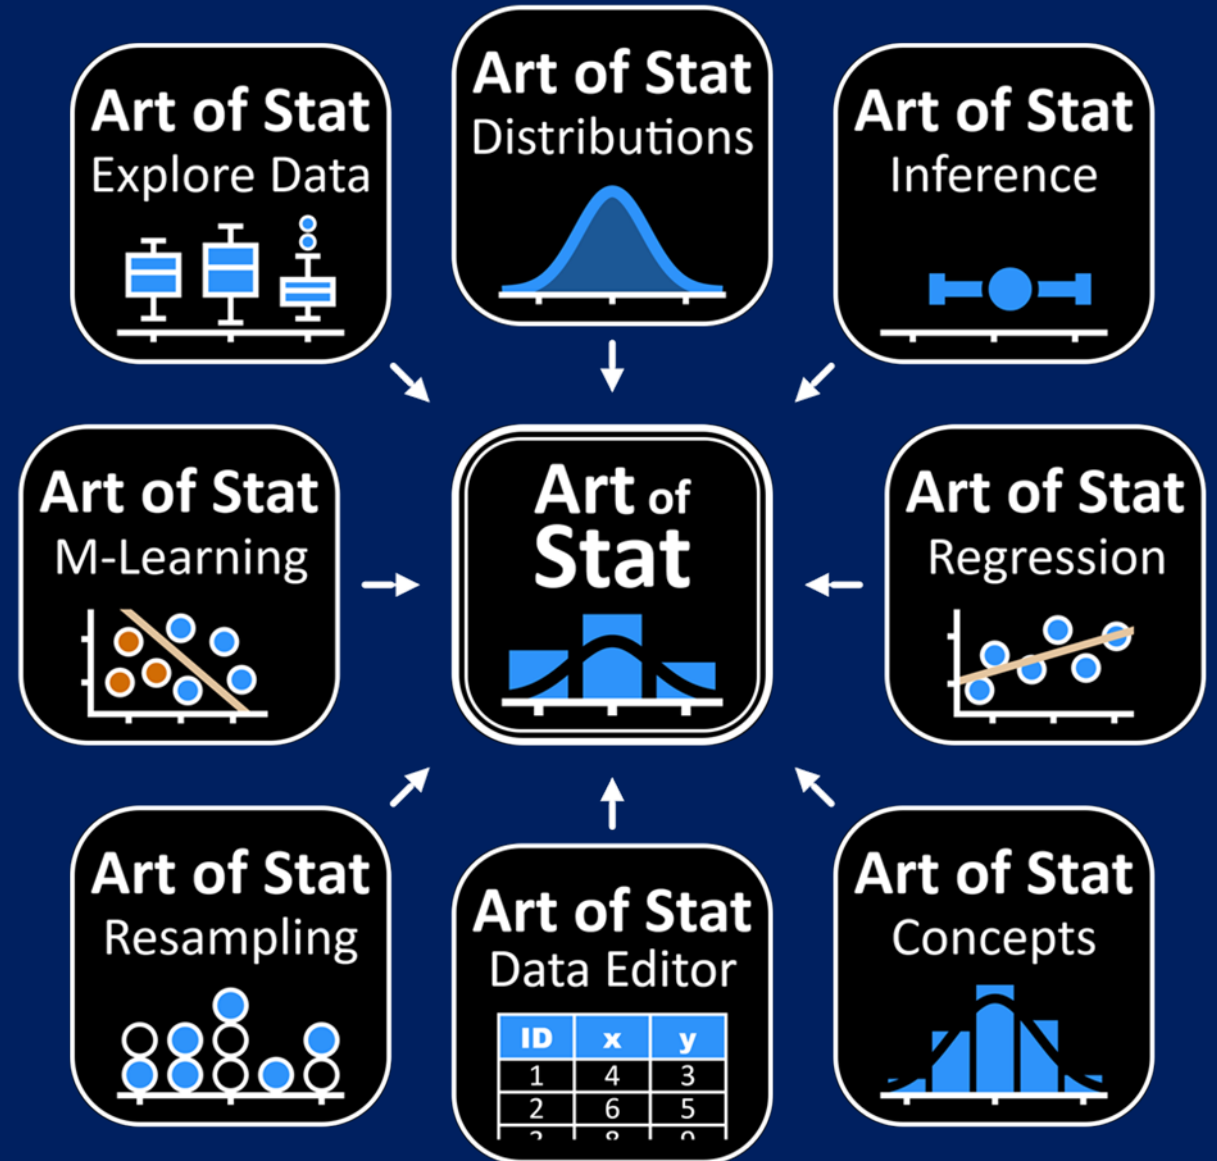 Art of Stat
Explore Data
Art of Stat
Distributions
Art of Stat
Inference
Art of Stat
M-Learning
Art of
Stat
Art of Stat
Regression
Art of Stat
Resampling
Art of Stat
Data Editor
ID x y
1 4 3
2 6 5
Art of Stat
Concepts